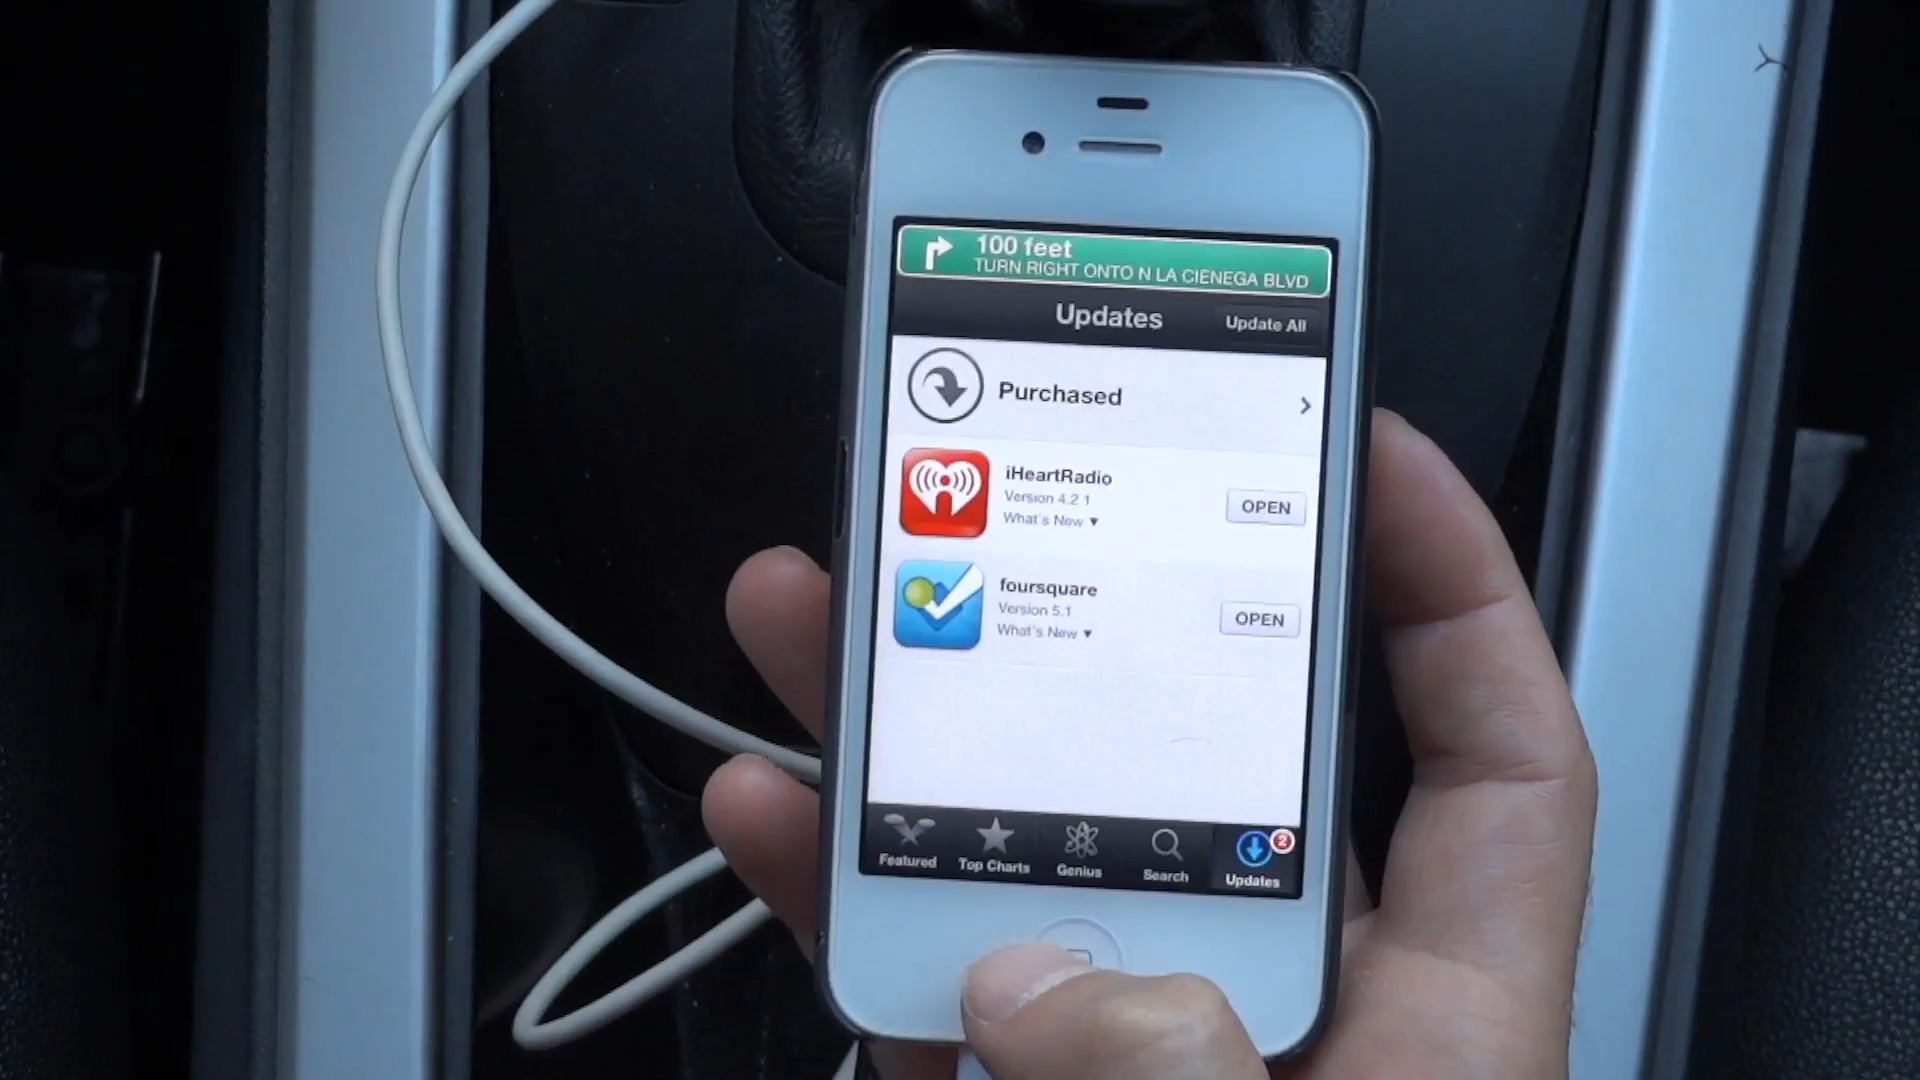 100 feet
TURN RIGHT ONTO N LA CIENEGA BLVD
Updates
Update All
Purchased
iHeartRadio
Version 4.2.1
What's New ▼
OPEN
foursquare
Version 5.1
What's New ▼
OPEN
2
Featured
Top Charts
Genius
Search
Updates